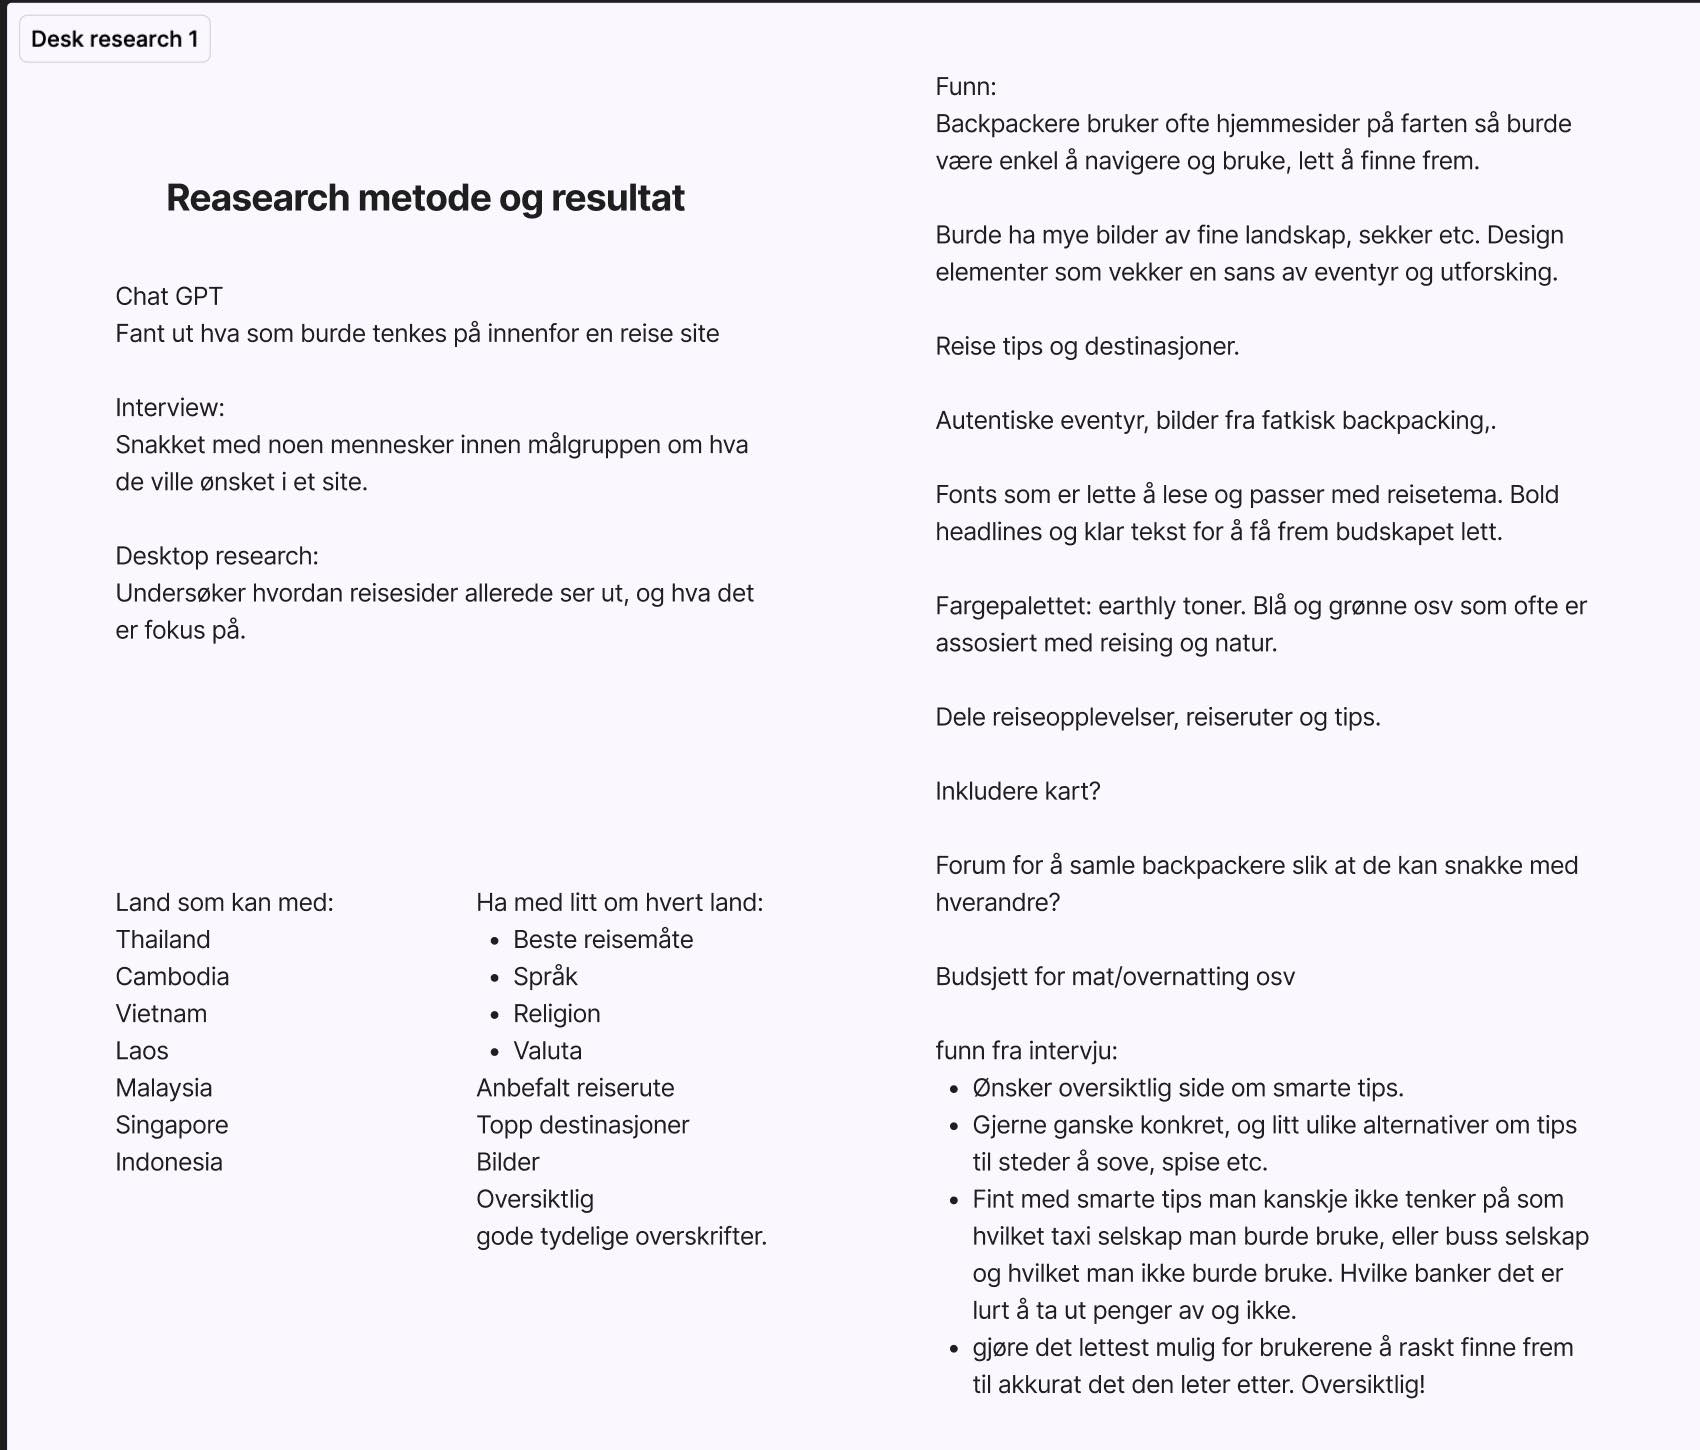 Desk research 1
Reasearch metode og resultat
Chat GPT
Fant ut hva som burde tenkes på innenfor en reise site
Interview:
Snakket med noen mennesker innen målgruppen om hva
de ville ønsket i et site.
Desktop research:
Undersøker hvordan reisesider allerede ser ut, og hva det
er fokus på.
Land som kan med:
Thailand
Cambodia
Vietnam
Laos
Malaysia
Singapore
Indonesia
Ha med litt om hvert land:
• Beste reisemåte
• Språk
• Religion
• Valuta
Anbefalt reiserute
Topp destinasjoner
Bilder
Oversiktlig
gode tydelige overskrifter.
Funn:
Backpackere bruker ofte hjemmesider på farten så burde
være enkel å navigere og bruke, lett å finne frem.
Burde ha mye bilder av fine landskap, sekker etc. Design
elementer som vekker en sans av eventyr og utforsking.
Reise tips og destinasjoner.
Autentiske eventyr, bilder fra fatkisk backpacking,.
Fonts som er lette å lese og passer med reisetema. Bold
headlines og klar tekst for å få frem budskapet lett.
Fargepalettet: earthly toner. Blå og grønne osv som ofte er
assosiert med reising og natur.
Dele reiseopplevelser, reiseruter og tips.
Inkludere kart?
Forum for å samle backpackere slik at de kan snakke med
hverandre?
Budsjett for mat/overnatting osv
funn fra intervju:
• Ønsker oversiktlig side om smarte tips.
• Gjerne ganske konkret, og litt ulike alternativer om tips
til steder å sove, spise etc.
• Fint med smarte tips man kanskje ikke tenker på som
hvilket taxi selskap man burde bruke, eller buss selskap
og hvilket man ikke burde bruke. Hvilke banker det er
lurt å ta ut penger av og ikke.
• gjøre det lettest mulig for brukerene å raskt finne frem
til akkurat det den leter etter. Oversiktlig!